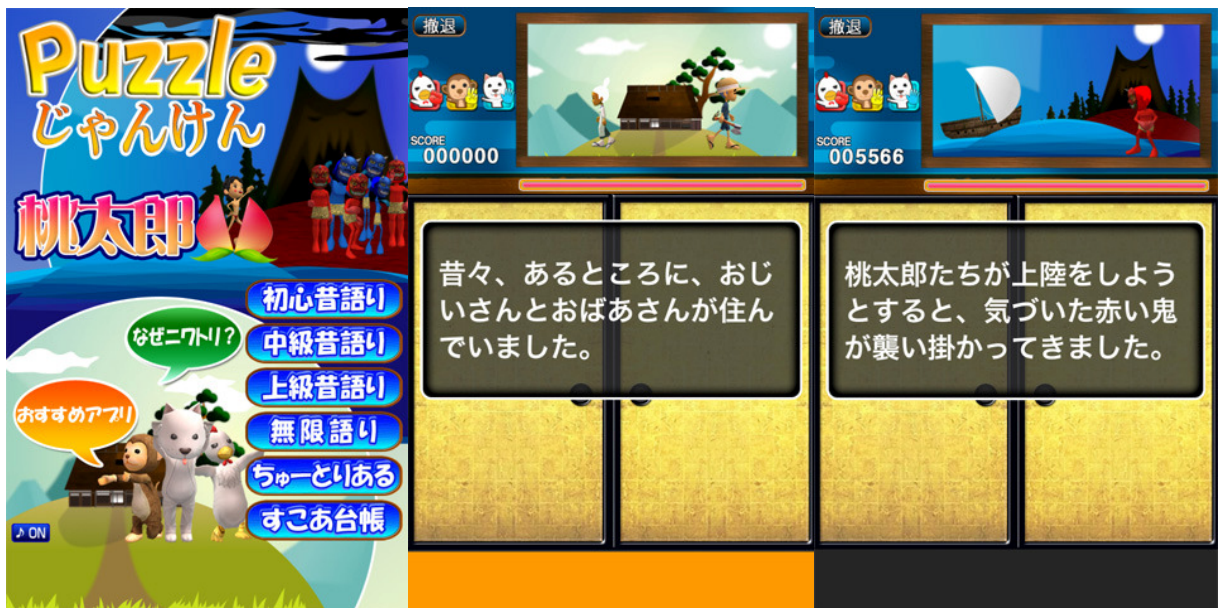 Puzzle
じゃんけん
桃太郎
初心昔語り
なぜニワトリ？
中級昔語り
上級昔語り
おすすめアプリ
無限語り
ちゅーとりある
すこあ台帳
♪ ON
撤退
SCORE
000000
昔々、あるところに、おじ
いさんとおばあさんが住ん
でいました。
撤退
SCORE
005566
桃太郎たちが上陸をしよう
とすると、気づいた赤い鬼
が襲い掛かってきました。